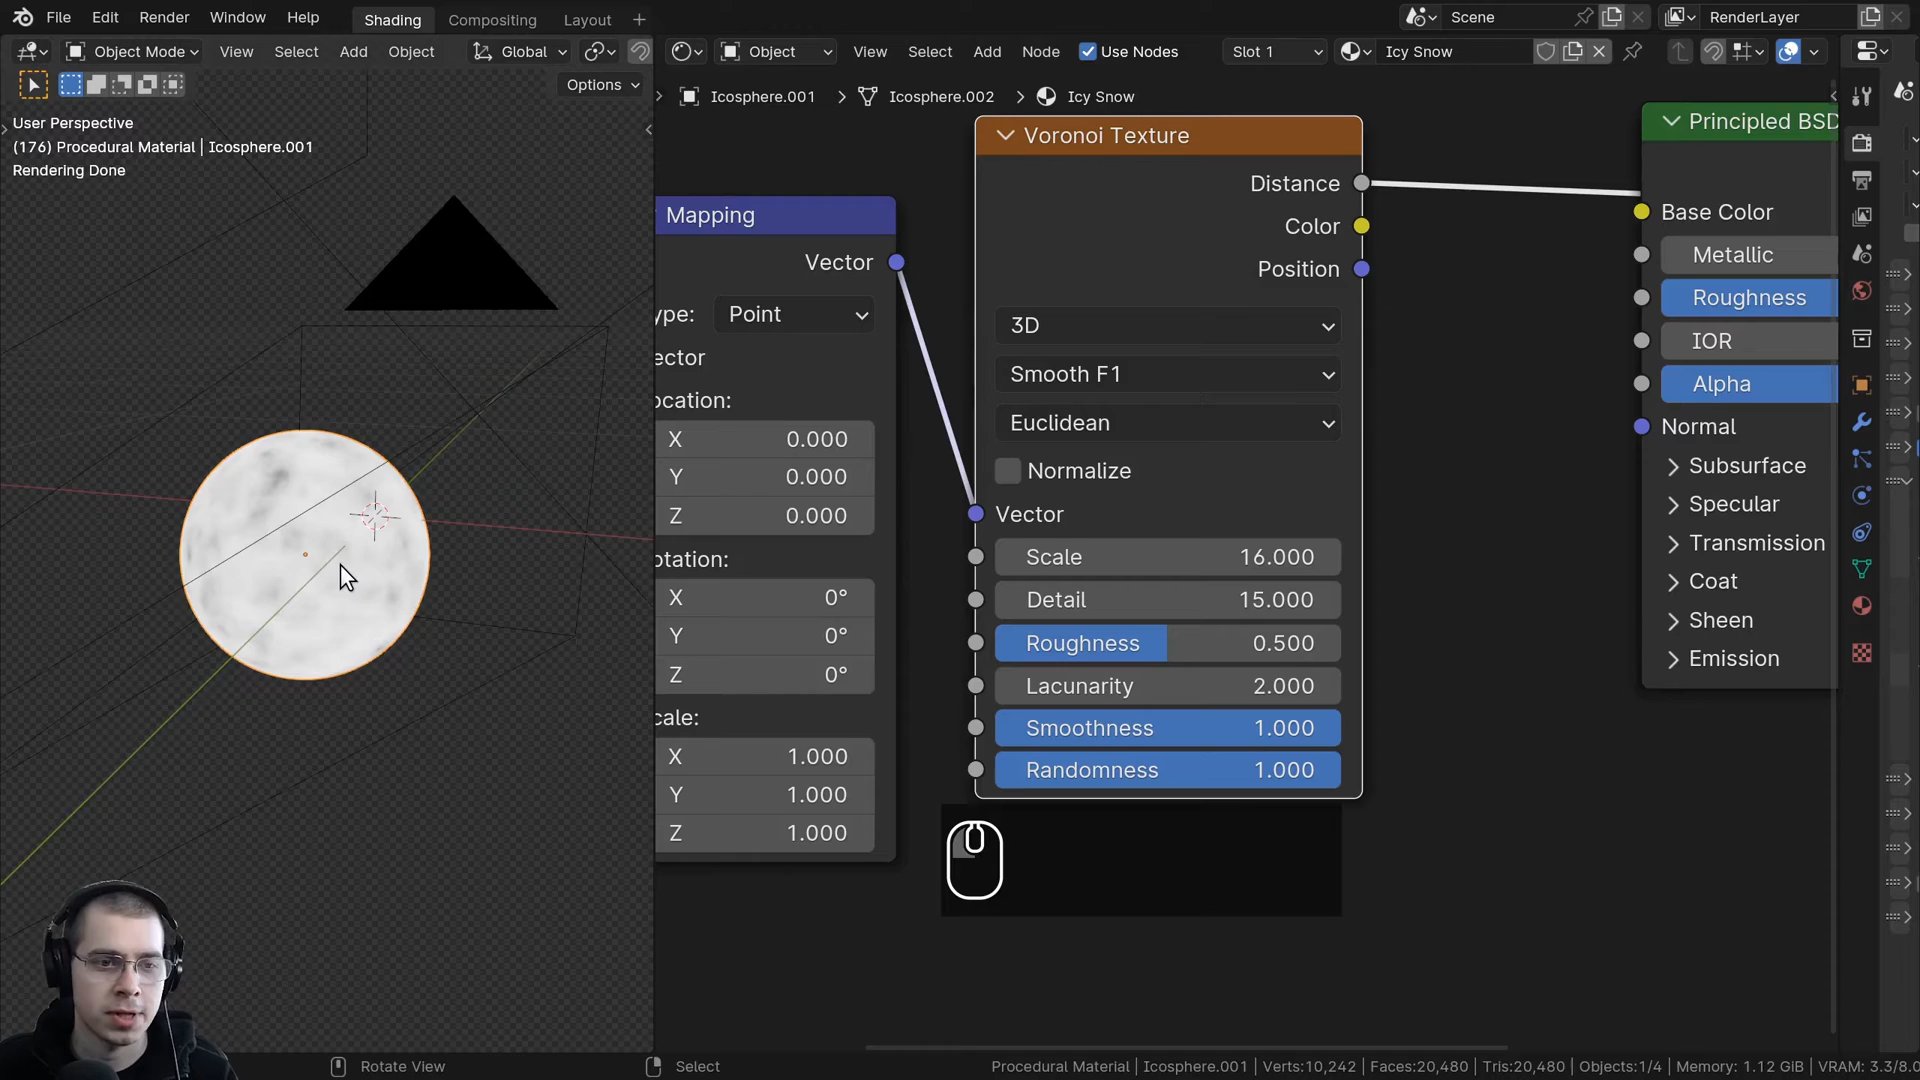 File Edit Render Window Help Shading Compositing Layout + Scene RenderLayer
Object Mode View Select Add Object Global Object View Select Add Node Use Nodes Slot 1 Icy Snow
Options
Icosphere.001 > Icosphere.002 > Icy Snow
User Perspective
(176) Procedural Material | Icosphere.001
Rendering Done
Mapping
Vector
ype: Point
ector
ocation:
X 0.000
Y 0.000
Z 0.000
otation:
X 0°
Y 0°
Z 0°
cale:
X 1.000
Y 1.000
Z 1.000
Voronoi Texture
Distance
Color
Position
3D
Smooth F1
Euclidean
Normalize
Vector
Scale 16.000
Detail 15.000
Roughness 0.500
Lacunarity 2.000
Smoothness 1.000
Randomness 1.000
Principled BSD
Base Color
Metallic
Roughness
IOR
Alpha
Normal
Subsurface
Specular
Transmission
Coat
Sheen
Emission
Rotate View Select Procedural Material | Icosphere.001 | Verts:10,242 | Faces:20,480 | Tris:20,480 | Objects:1/4 | Memory: 1.12 GiB | VRAM: 3.3/8.0